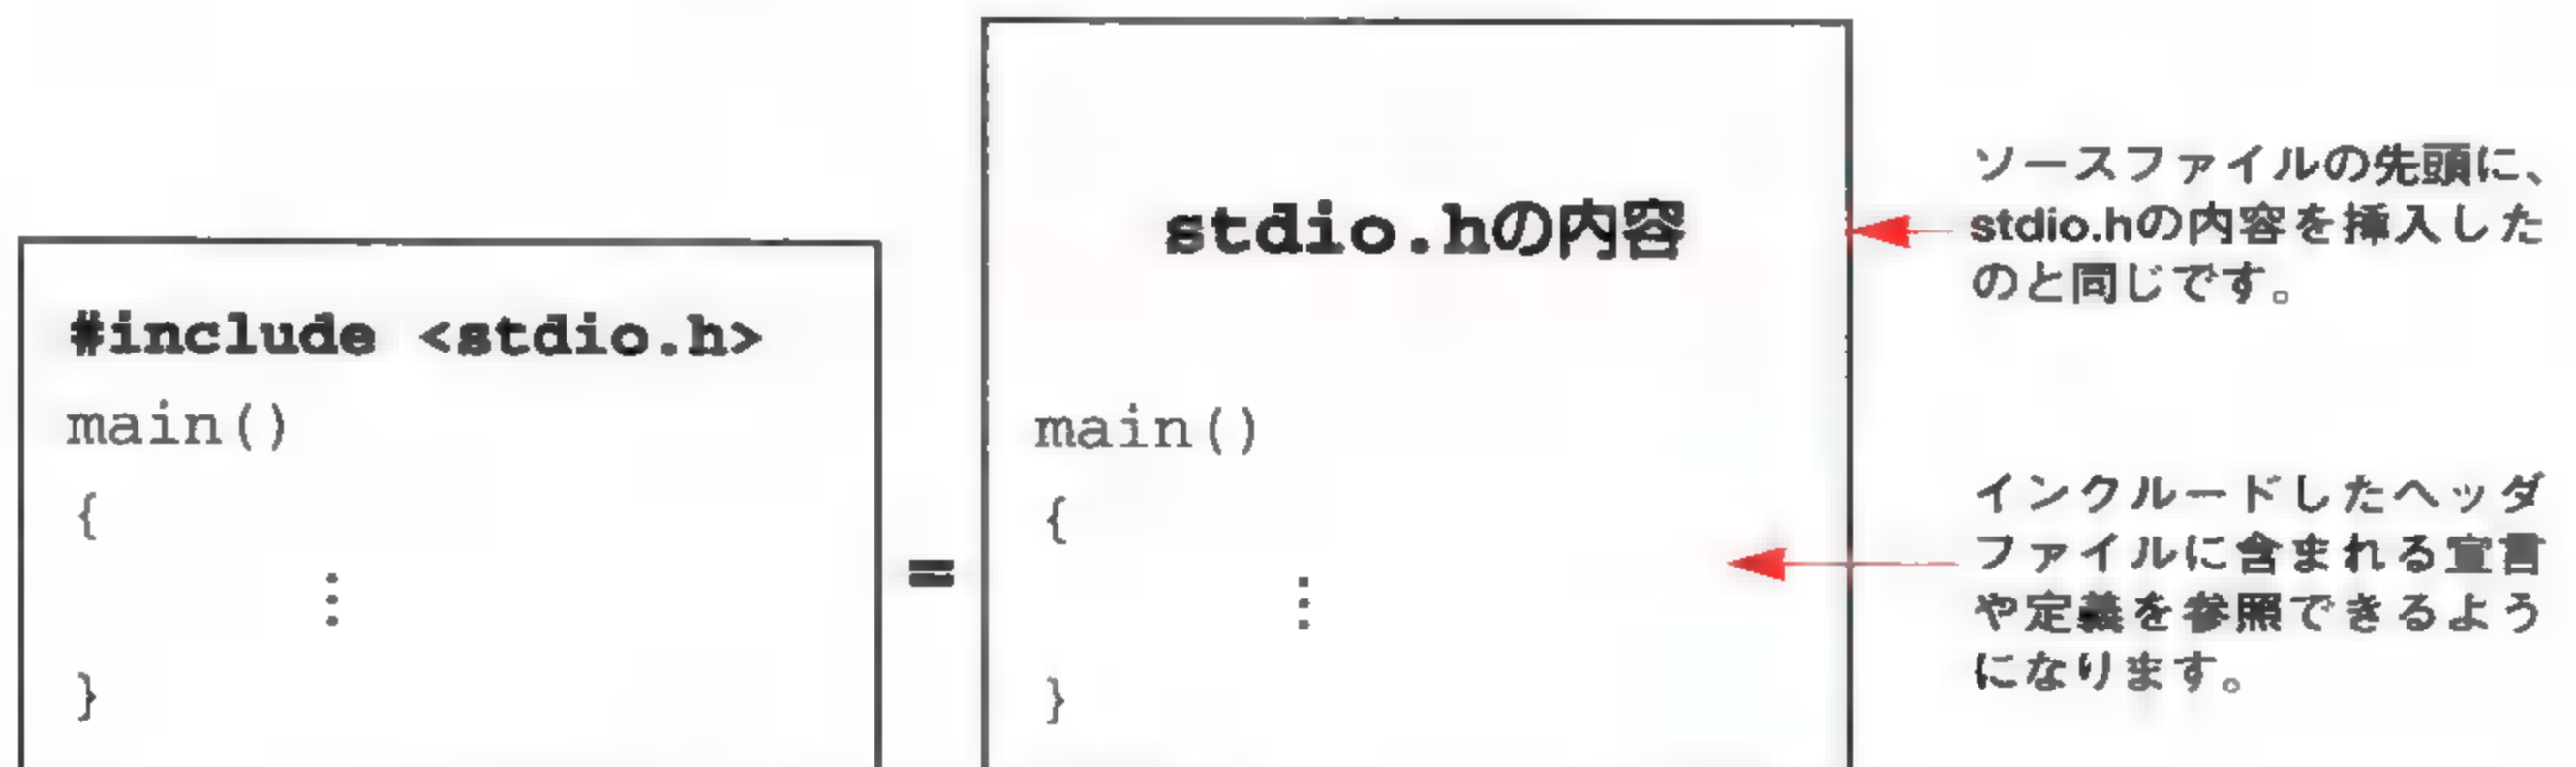 #include <stdio.h>
main()
{
⋮
}
=
stdio.hの内容
main()
{
⋮
}
ソースファイルの先頭に、
stdio.hの内容を挿入した
のと同じです。
インクルードしたヘッダ
ファイルに含まれる宣言
や定義を参照できるよう
になります。